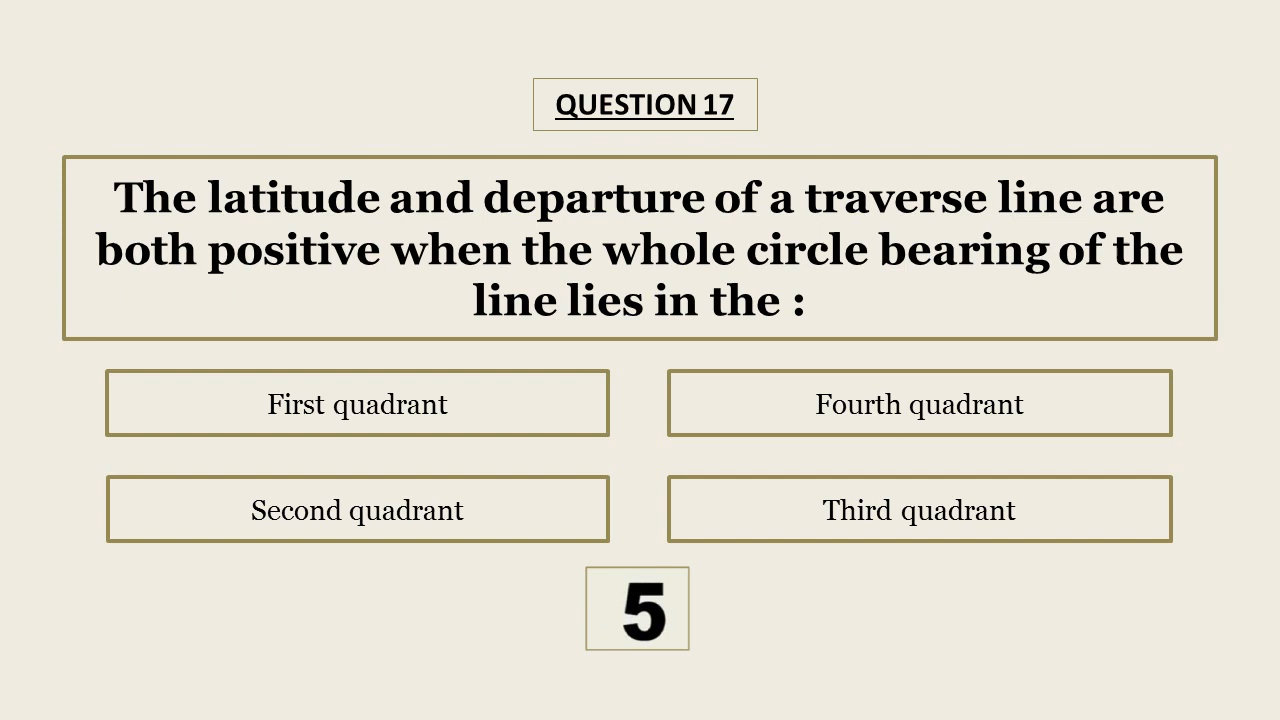 QUESTION 17
The latitude and departure of a traverse line are
both positive when the whole circle bearing of the
line lies in the :
First quadrant
Fourth quadrant
Second quadrant
Third quadrant
5